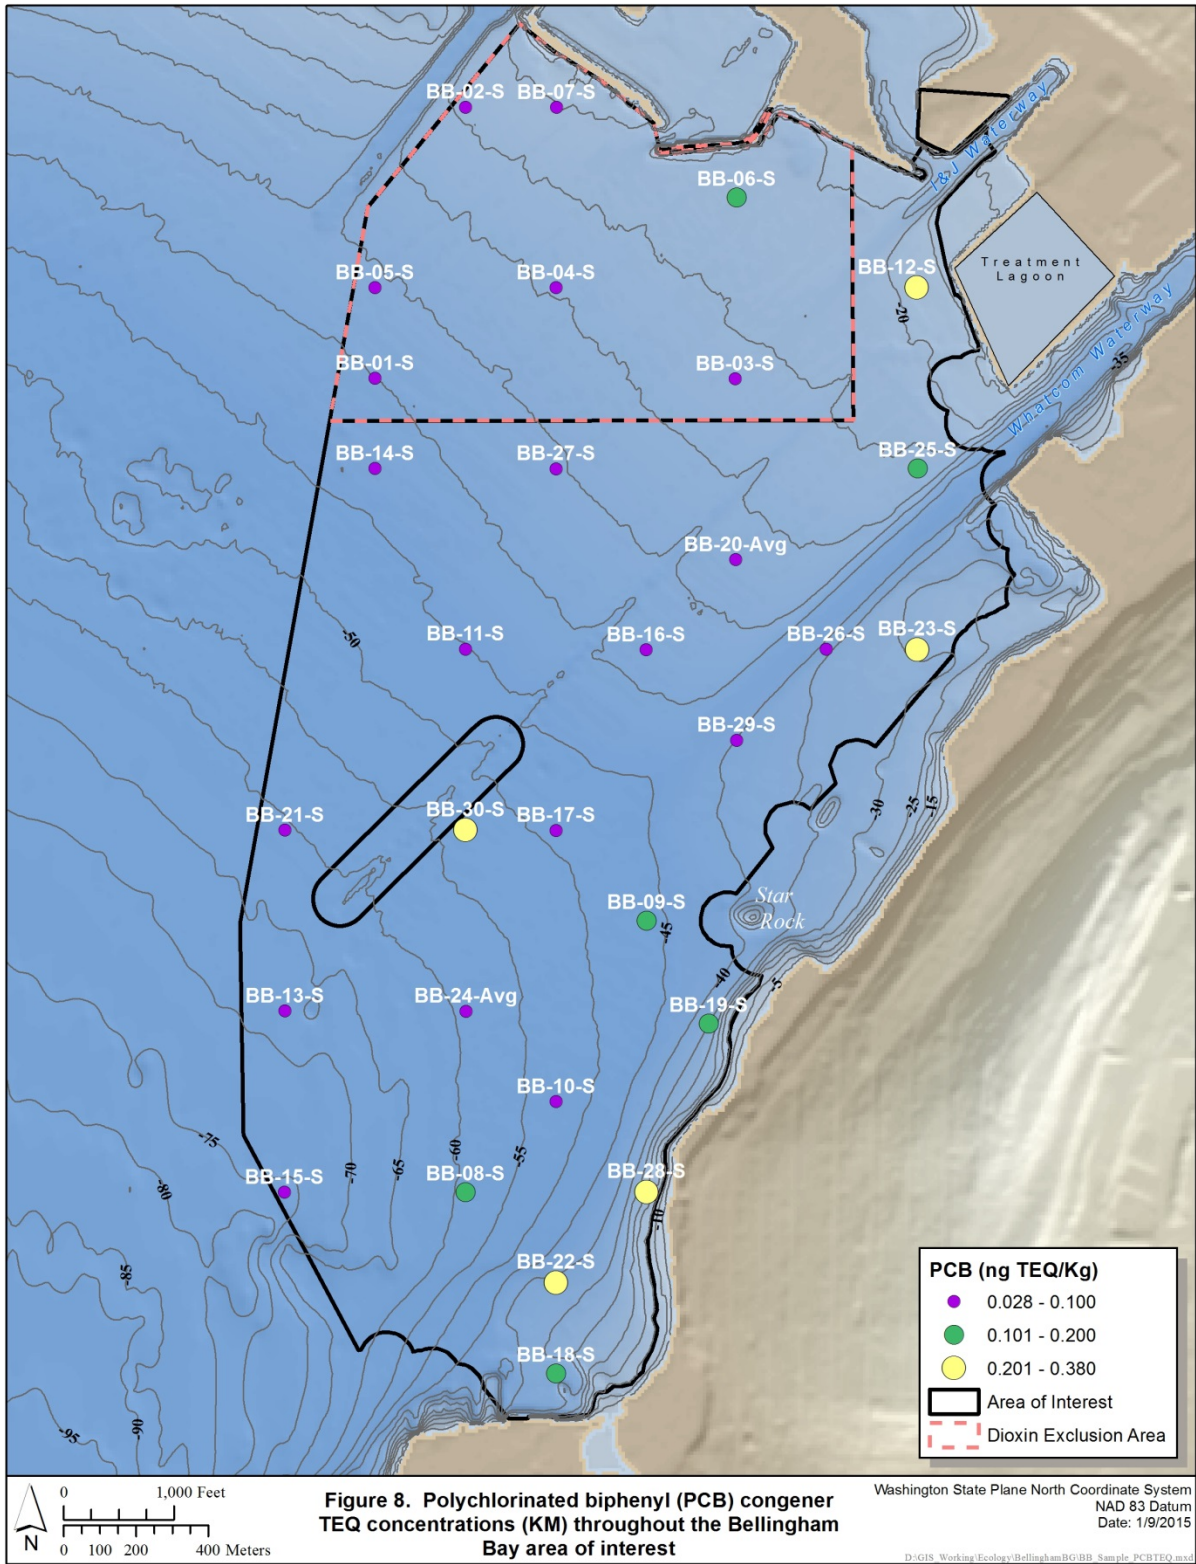 BB-02-S BB-07-S
BB-06-S
I&J Waterway
Treatment
Lagoon
BB-05-S BB-04-S BB-12-S
-20
Whatcom Waterway
-35
BB-01-S BB-03-S
BB-14-S BB-27-S BB-25-S
BB-20-Avg
-50
BB-11-S BB-16-S BB-26-S BB-23-S
BB-29-S
-30
-25
-15
BB-21-S BB-30-S BB-17-S
BB-09-S
-45
Star
Rock
-40
-5
BB-13-S BB-24-Avg BB-19-S
BB-10-S
-75
-70
-65
-60
-55
BB-15-S BB-08-S BB-28-S
-80
-10
BB-22-S
-85
BB-18-S
-90
-95
PCB (ng TEQ/Kg)
0.028 - 0.100
0.101 - 0.200
0.201 - 0.380
Area of Interest
Dioxin Exclusion Area
N
0 1,000 Feet
0 100 200 400 Meters
Figure 8. Polychlorinated biphenyl (PCB) congener
TEQ concentrations (KM) throughout the Bellingham
Bay area of interest
Washington State Plane North Coordinate System
NAD 83 Datum
Date: 1/9/2015
D:\GIS_Working\Ecology\BellinghamBG\BB_Sample_PCBTEQ.mxd